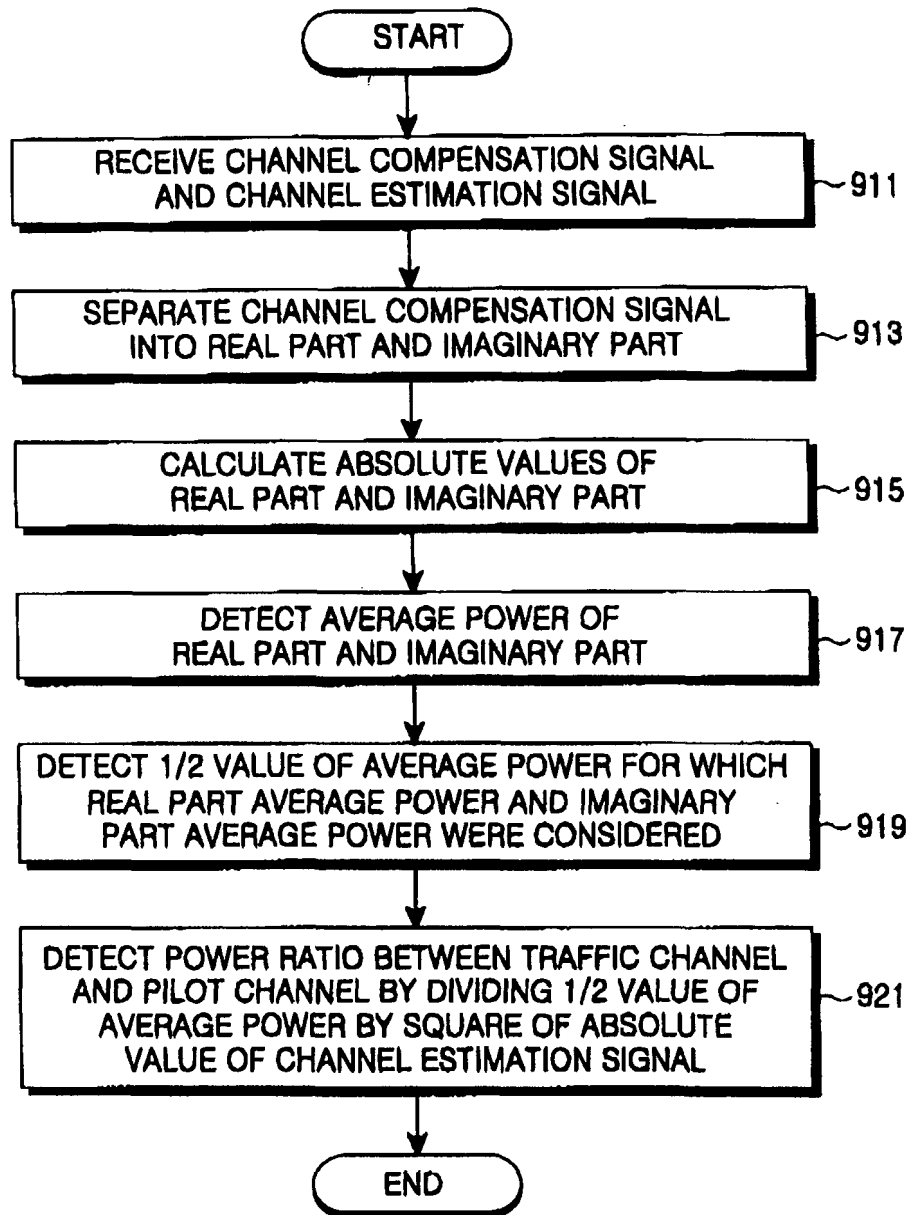 START
RECEIVE CHANNEL COMPENSATION SIGNAL
AND CHANNEL ESTIMATION SIGNAL
911
SEPARATE CHANNEL COMPENSATION SIGNAL
INTO REAL PART AND IMAGINARY PART
913
CALCULATE ABSOLUTE VALUES OF
REAL PART AND IMAGINARY PART
915
DETECT AVERAGE POWER OF
REAL PART AND IMAGINARY PART
917
DETECT 1/2 VALUE OF AVERAGE POWER FOR WHICH
REAL PART AVERAGE POWER AND IMAGINARY
PART AVERAGE POWER WERE CONSIDERED
919
DETECT POWER RATIO BETWEEN TRAFFIC CHANNEL
AND PILOT CHANNEL BY DIVIDING 1/2 VALUE OF
AVERAGE POWER BY SQUARE OF ABSOLUTE
VALUE OF CHANNEL ESTIMATION SIGNAL
921
END